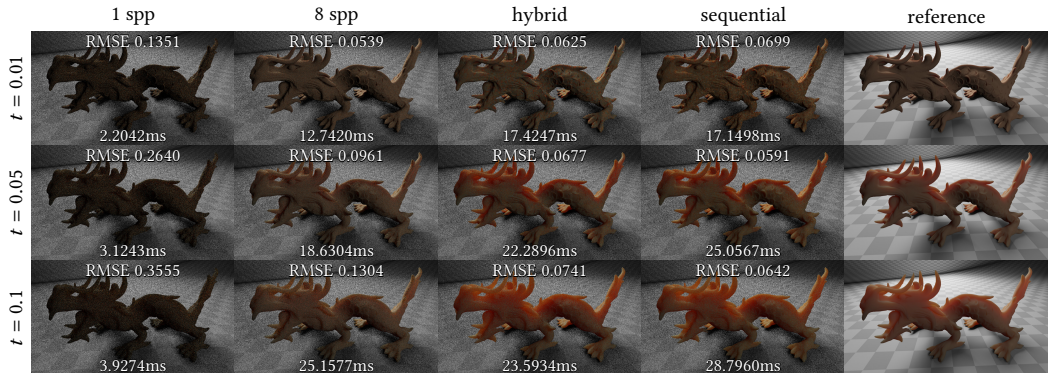 1 spp 8 spp hybrid sequential reference
t = 0.01
RMSE 0.1351 RMSE 0.0539 RMSE 0.0625 RMSE 0.0699
2.2042ms 12.7420ms 17.4247ms 17.1498ms
t = 0.05
RMSE 0.2640 RMSE 0.0961 RMSE 0.0677 RMSE 0.0591
3.1243ms 18.6304ms 22.2896ms 25.0567ms
t = 0.1
RMSE 0.3555 RMSE 0.1304 RMSE 0.0741 RMSE 0.0642
3.9274ms 25.1577ms 23.5934ms 28.7960ms